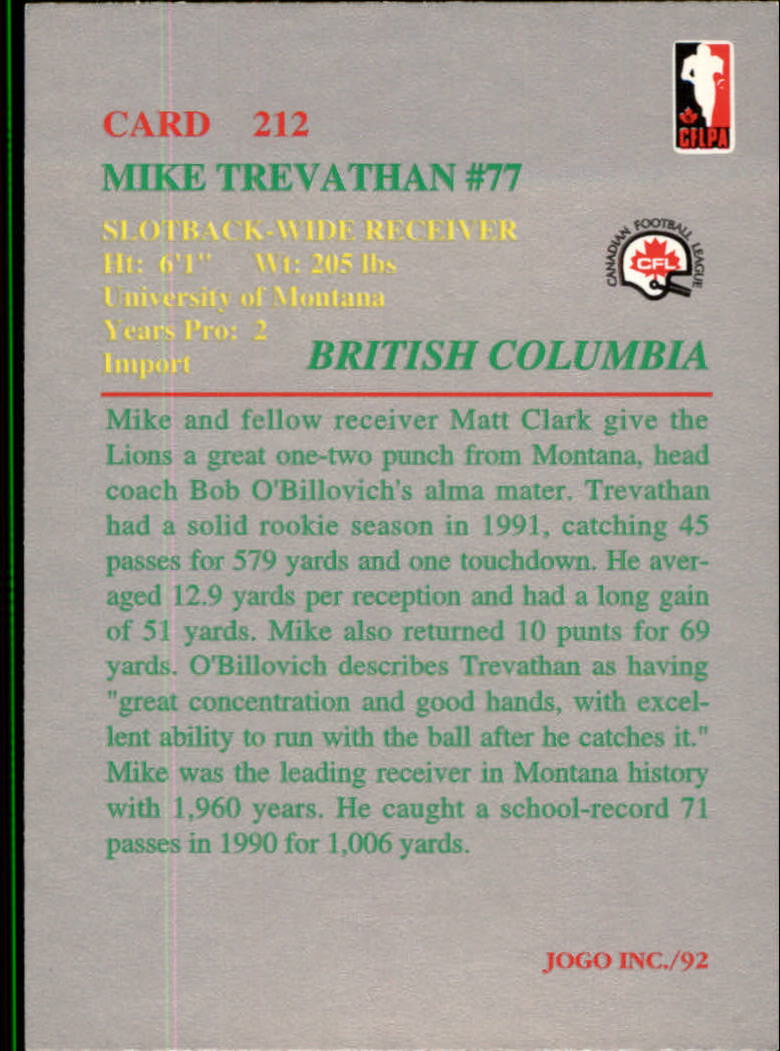 CFLPA
CARD 212
MIKE TREVATHAN #77
SLOTBACK-WIDE RECEIVER
Ht: 6'1" Wt: 205 lbs
University of Montana
Years Pro: 2
Import
CANADIAN FOOTBALL LEAGUE
CFL
BRITISH COLUMBIA
Mike and fellow receiver Matt Clark give the
Lions a great one-two punch from Montana, head
coach Bob O'Billovich's alma mater. Trevathan
had a solid rookie season in 1991, catching 45
passes for 579 yards and one touchdown. He aver-
aged 12.9 yards per reception and had a long gain
of 51 yards. Mike also returned 10 punts for 69
yards. O'Billovich describes Trevathan as having
"great concentration and good hands, with excel-
lent ability to run with the ball after he catches it."
Mike was the leading receiver in Montana history
with 1,960 years. He caught a school-record 71
passes in 1990 for 1,006 yards.
JOGO INC./92